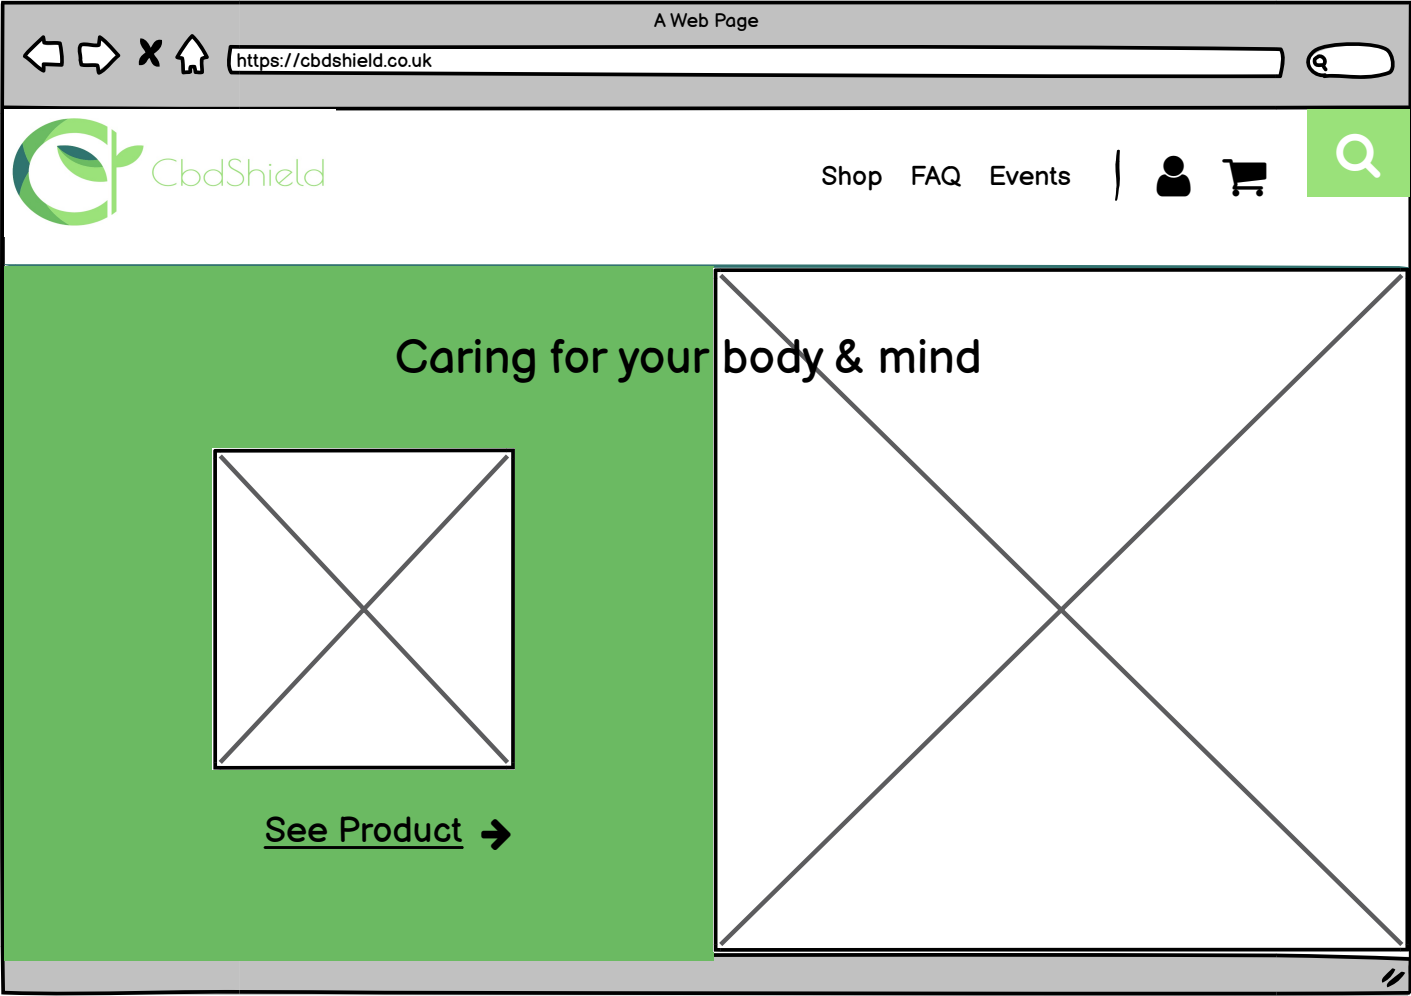 A Web Page
https://cbdshield.co.uk
CbdShield
Shop FAQ Events
Caring for your body & mind
See Product